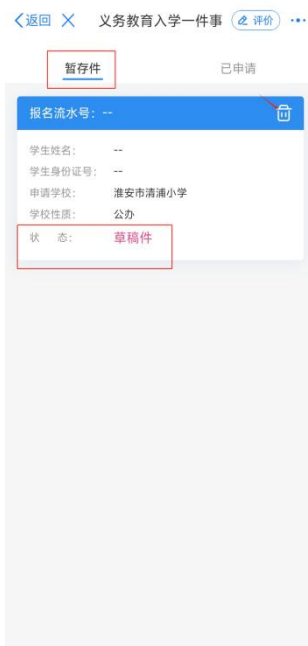 返回 义务教育入学一件事 评价
暂存件 已申请
报名流水号：--
学生姓名： --
学生身份证号： --
申请学校： 淮安市清浦小学
学校性质： 公办
状 态： 草稿件